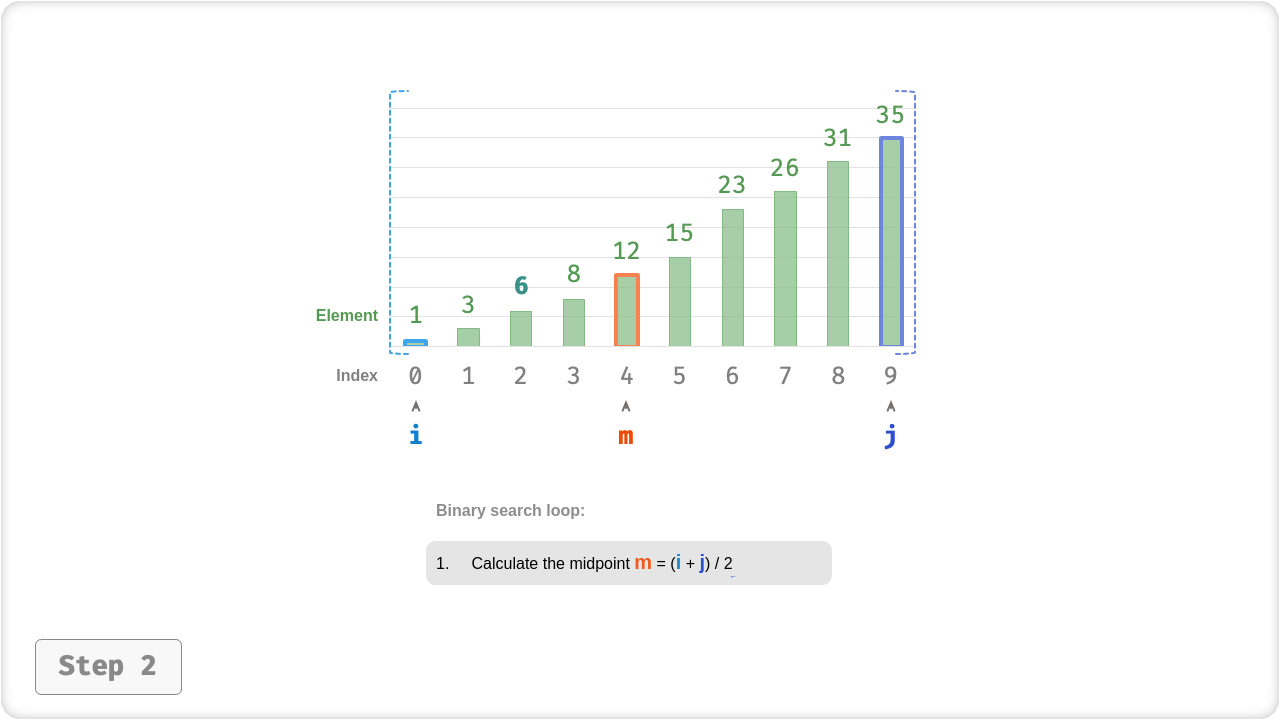 35
31
26
23
15
12
8
6
3
Element 1
Index 0 1 2 3 4 5 6 7 8 9
i m j
Binary search loop:
1. Calculate the midpoint m = (i + j) / 2
Step 2